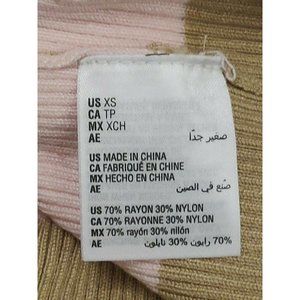 US XS
CA TP
MX XCH
AE صغير جدًا
US MADE IN CHINA
CA FABRIQUÉ EN CHINE
MX HECHO EN CHINA
AE صنع في الصين
US 70% RAYON 30% NYLON
CA 70% RAYONNE 30% NYLON
MX 70% rayón 30% nilón
AE 70% رايون 30% نايلون